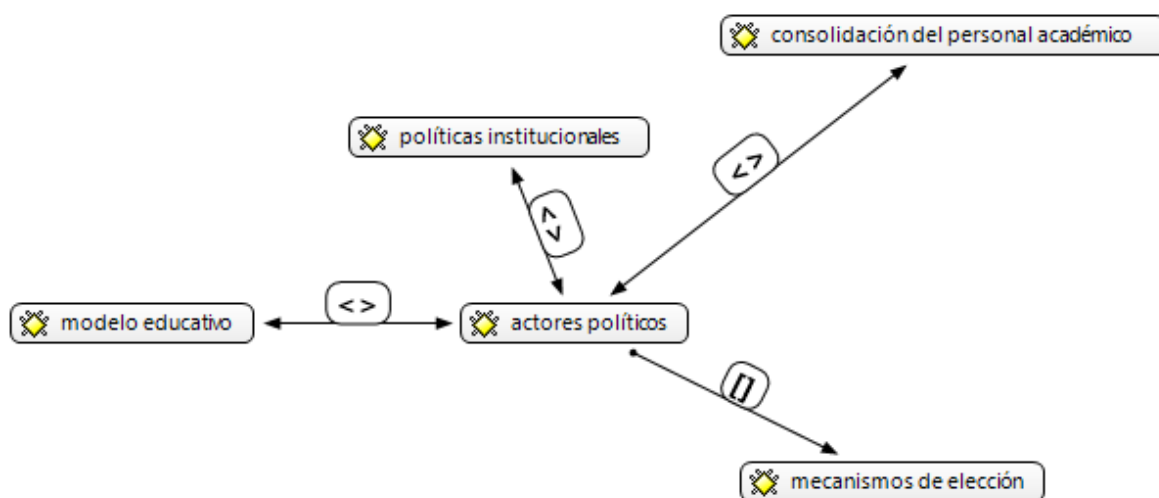 consolidación del personal académico
políticas institucionales
<>
<>
<>
modelo educativo
actores políticos
[]
mecanismos de elección